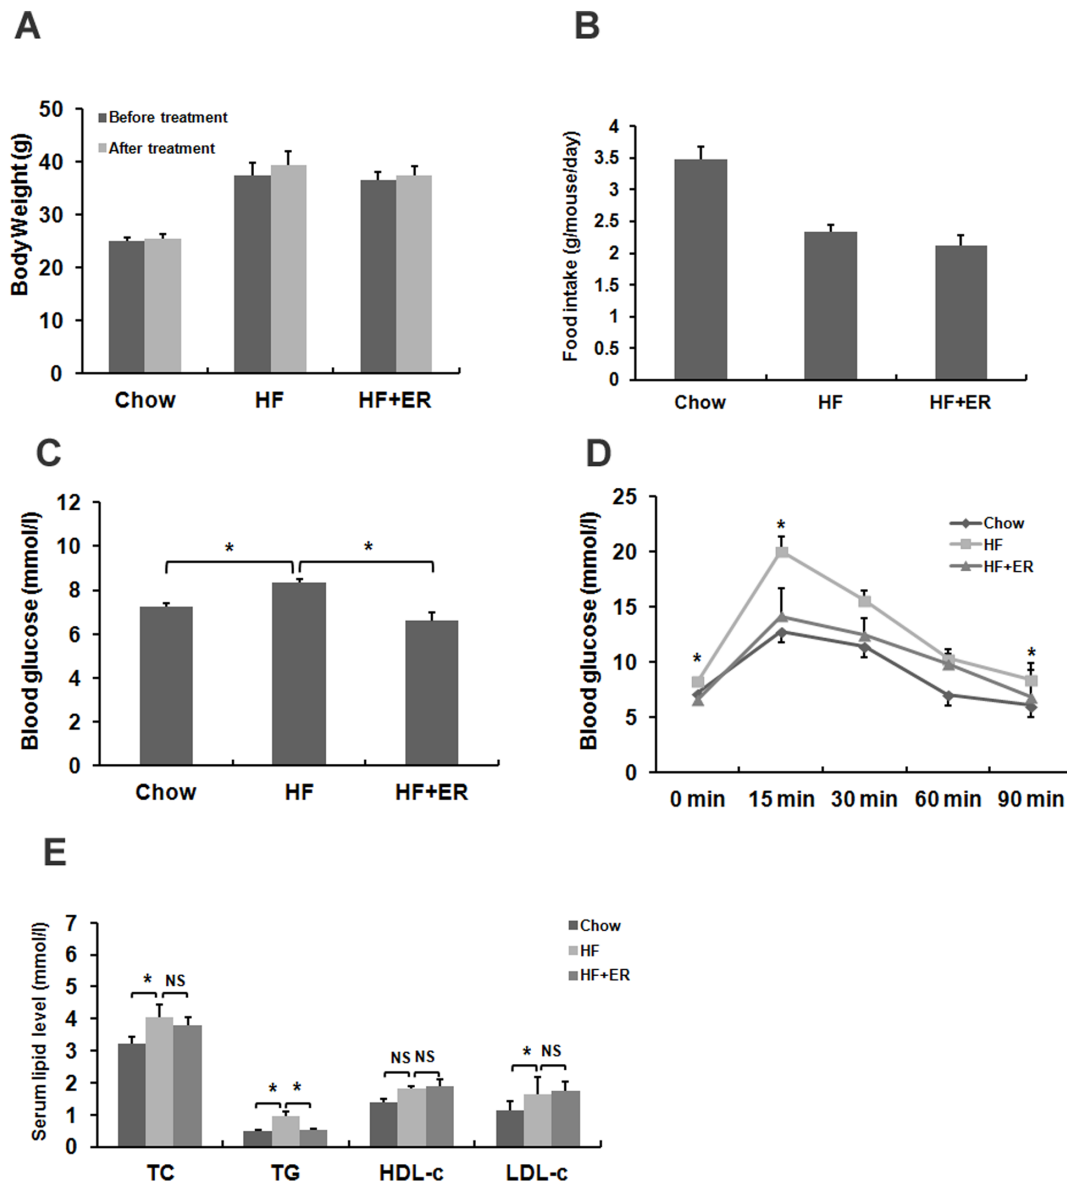 A
Body Weight (g)
50
40
30
20
10
0
Before treatment
After treatment
Chow HF HF+ER
B
Food intake (g/mouse/day)
4
3.5
3
2.5
2
1.5
1
0.5
0
Chow HF HF+ER
C
Blood glucose (mmol/l)
12
10
8
6
4
2
0
* *
Chow HF HF+ER
D
Blood glucose (mmol/l)
25
20
15
10
5
0
Chow
HF
HF+ER
* * *
0 min 15 min 30 min 60 min 90 min
E
Serum lipid level (mmol/l)
7
6
5
4
3
2
1
0
Chow
HF
HF+ER
* NS
* *
NS NS
* NS
TC TG HDL-c LDL-c